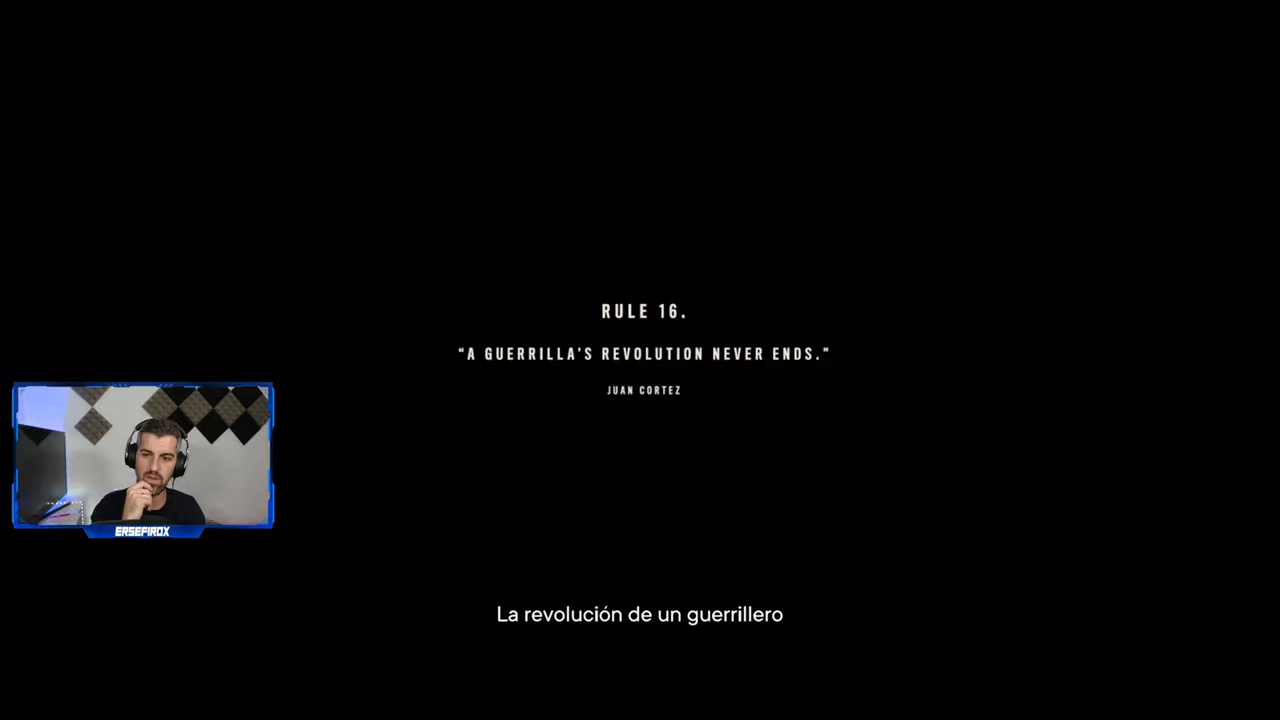 RULE 16.
“A GUERRILLA'S REVOLUTION NEVER ENDS.”
JUAN CORTEZ
ERSEFIROX
La revolución de un guerrillero